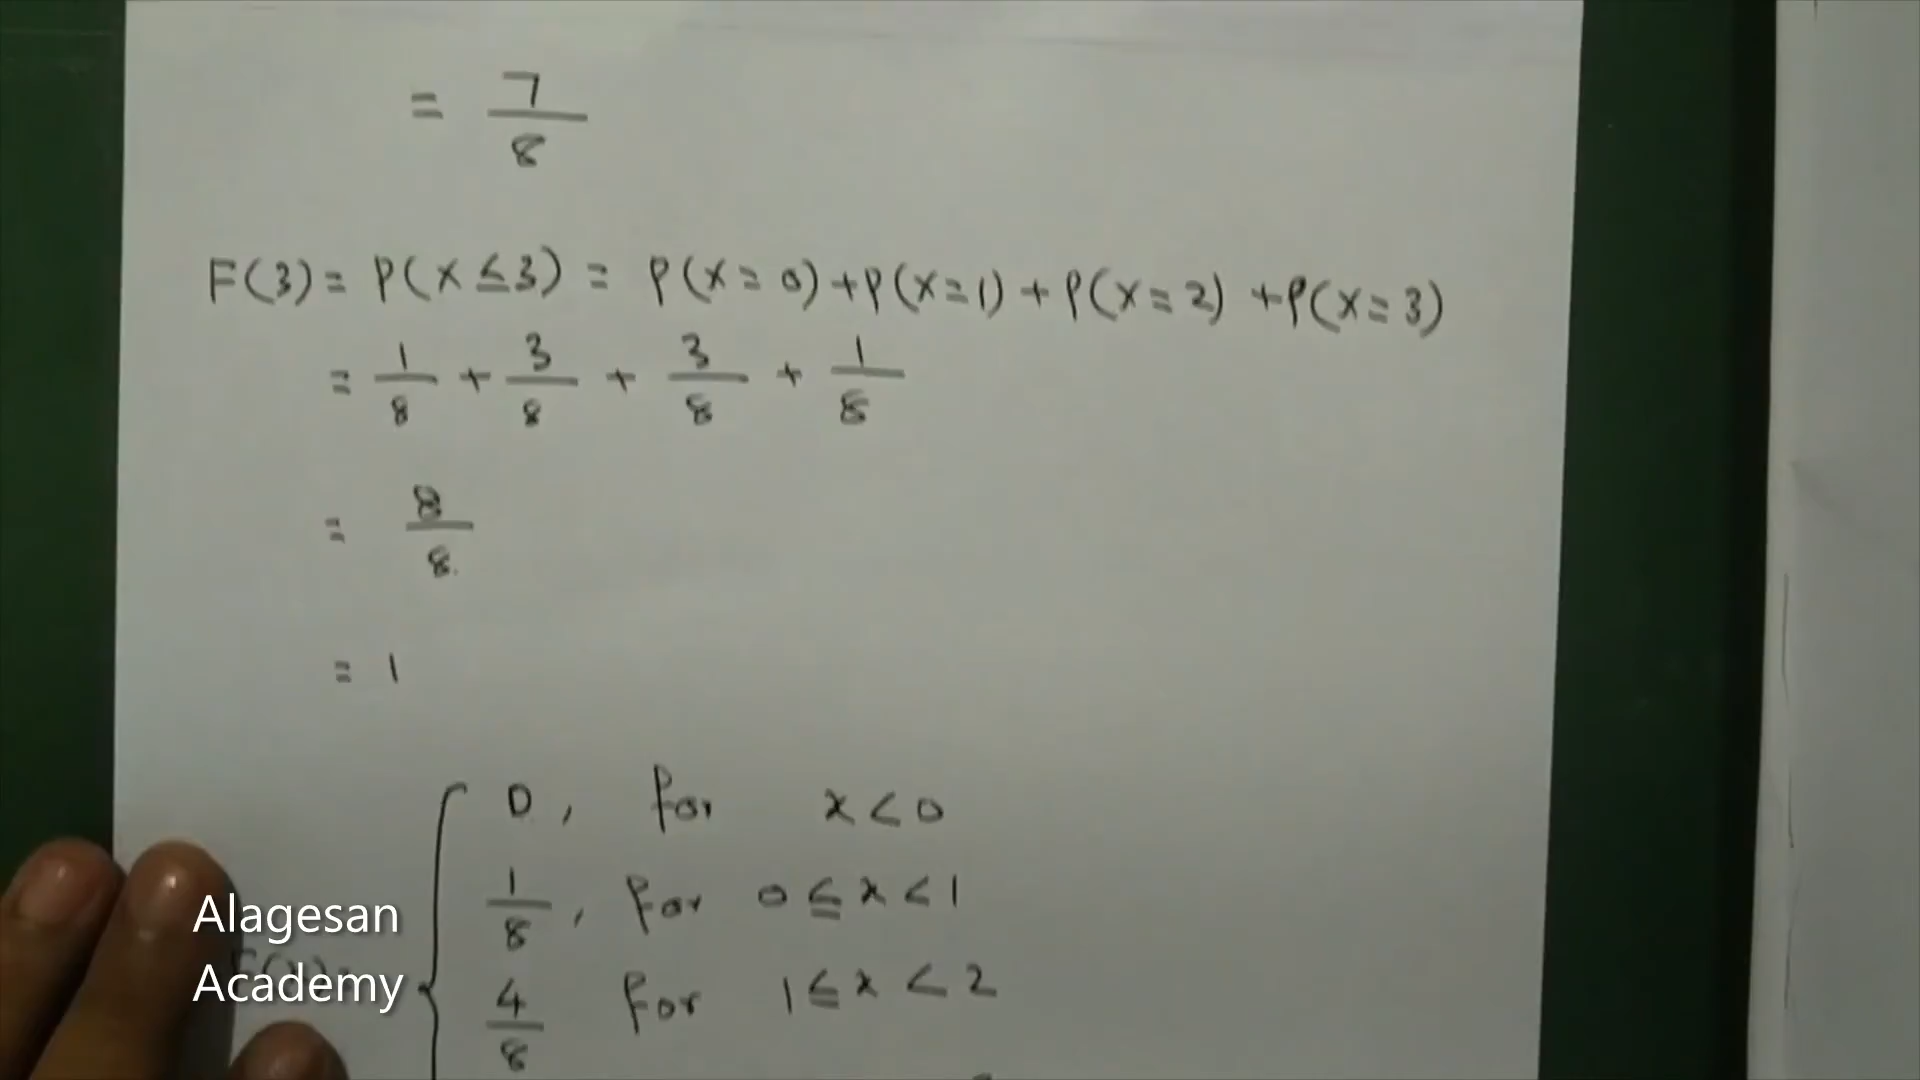 = 7/8
F(3) = P(X ≤ 3) = P(X = 0) + P(X = 1) + P(X = 2) + P(X = 3)
= 1/8 + 3/8 + 3/8 + 1/8
= 8/8
= 1
0, for x < 0
1/8, for 0 ≤ x < 1
4/8 for 1 ≤ x < 2
Alagesan
Academy